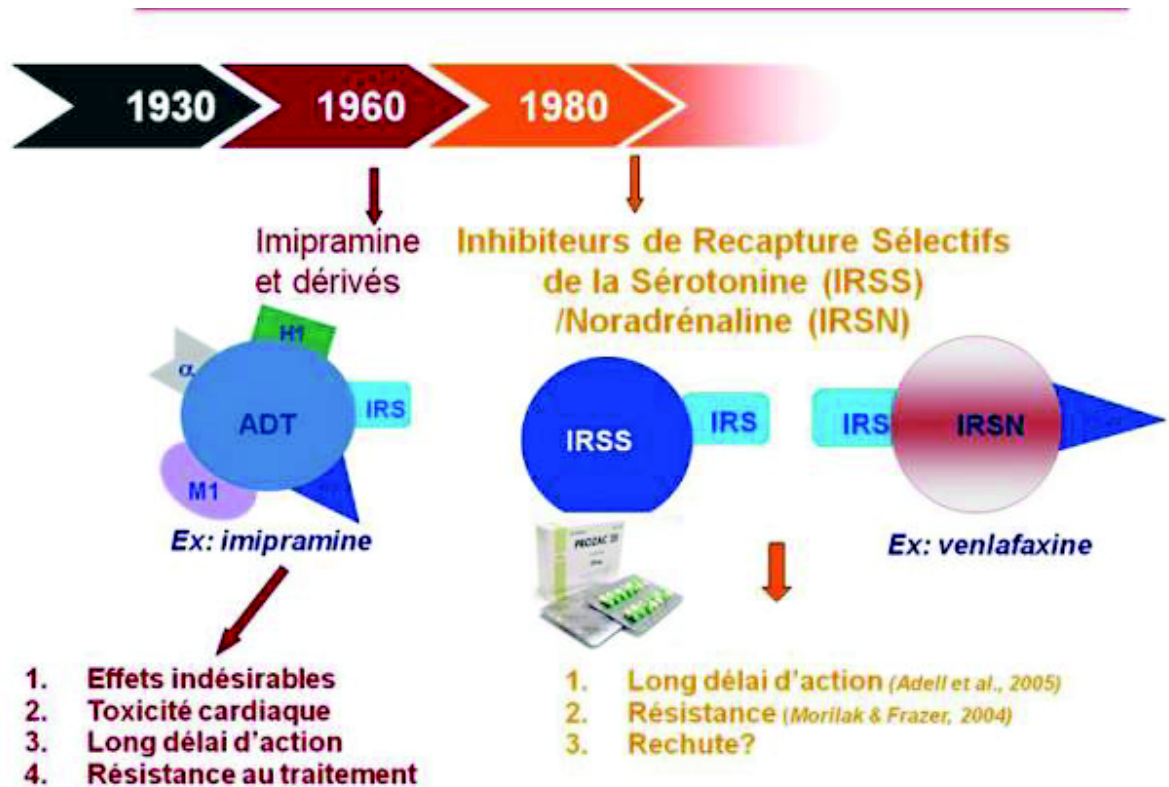 1930 1960 1980
Imipramine
et dérivés
Inhibiteurs de Recapture Sélectifs
de la Sérotonine (IRSS)
/Noradrénaline (IRSN)
H1
α
ADT
IRS
M1
Ex: imipramine
IRSS
IRS
IRS
IRSN
Ex: venlafaxine
PROZAC 20
1. Effets indésirables
2. Toxicité cardiaque
3. Long délai d'action
4. Résistance au traitement
1. Long délai d'action (Adell et al., 2005)
2. Résistance (Morilak & Frazer, 2004)
3. Rechute?